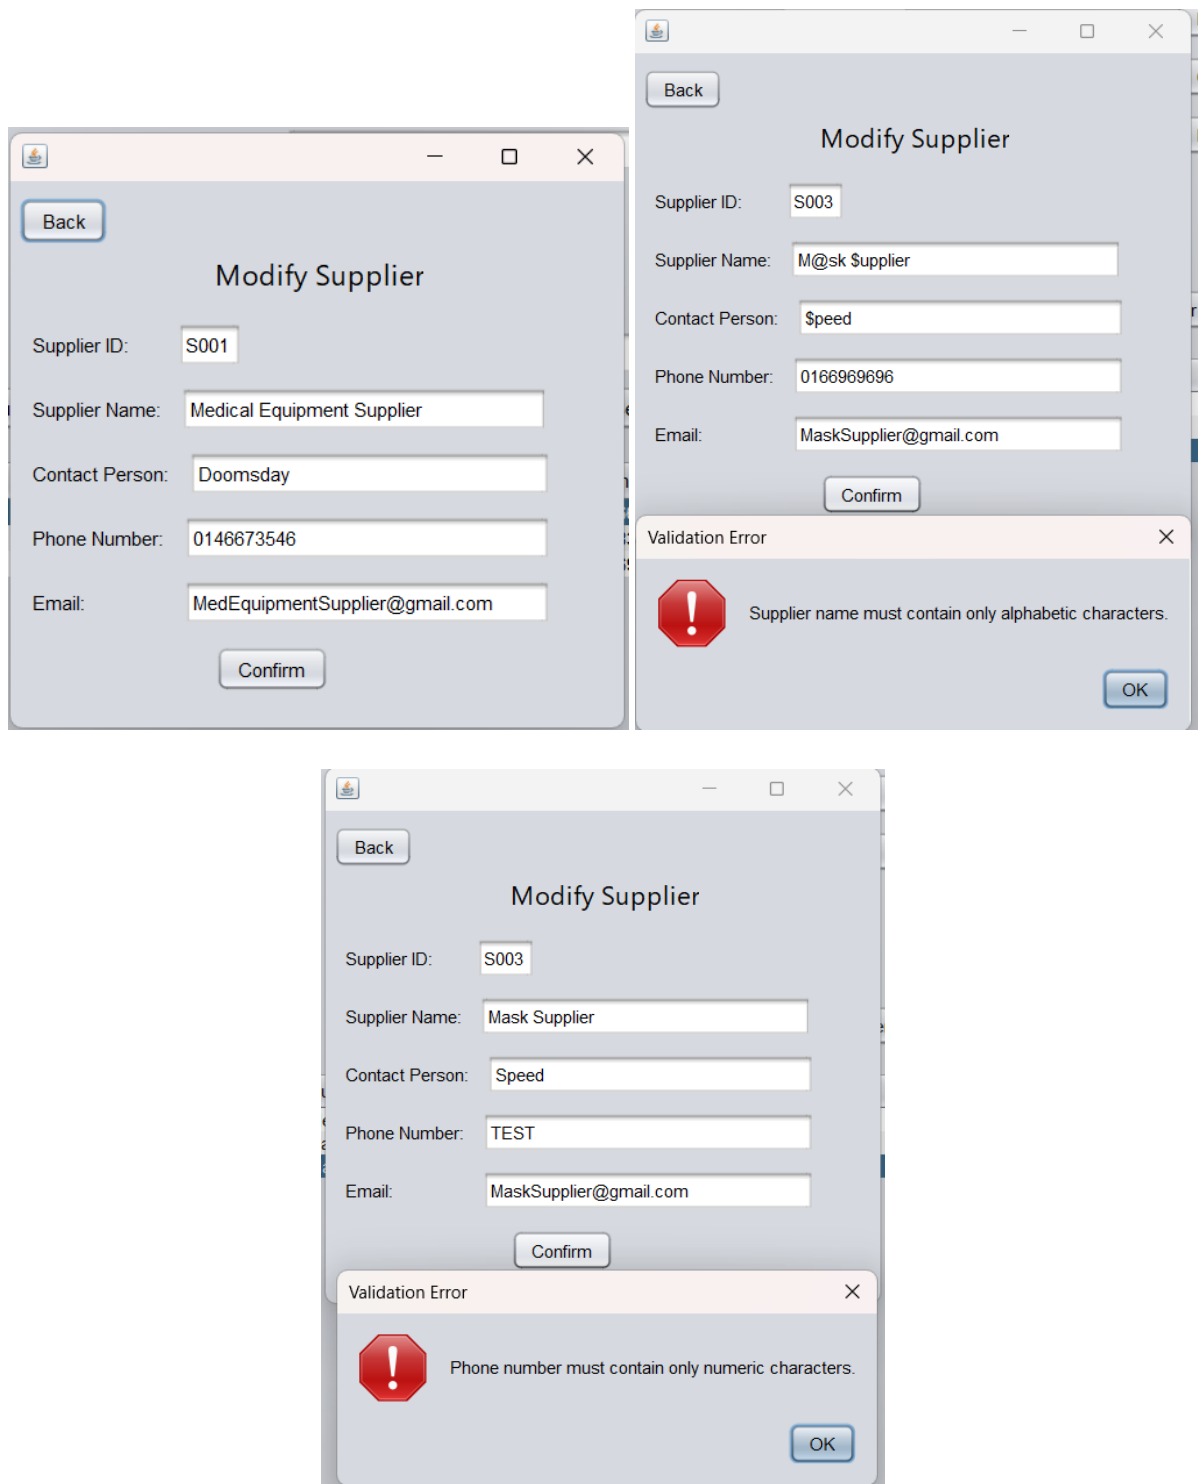 Back
Modify Supplier
Supplier ID: S001
Supplier Name: Medical Equipment Supplier
Contact Person: Doomsday
Phone Number: 0146673546
Email: MedEquipmentSupplier@gmail.com
Confirm
Back
Modify Supplier
Supplier ID: S003
Supplier Name: M@sk $upplier
Contact Person: $peed
Phone Number: 0166969696
Email: MaskSupplier@gmail.com
Confirm
Validation Error
Supplier name must contain only alphabetic characters.
OK
Back
Modify Supplier
Supplier ID: S003
Supplier Name: Mask Supplier
Contact Person: Speed
Phone Number: TEST
Email: MaskSupplier@gmail.com
Confirm
Validation Error
Phone number must contain only numeric characters.
OK